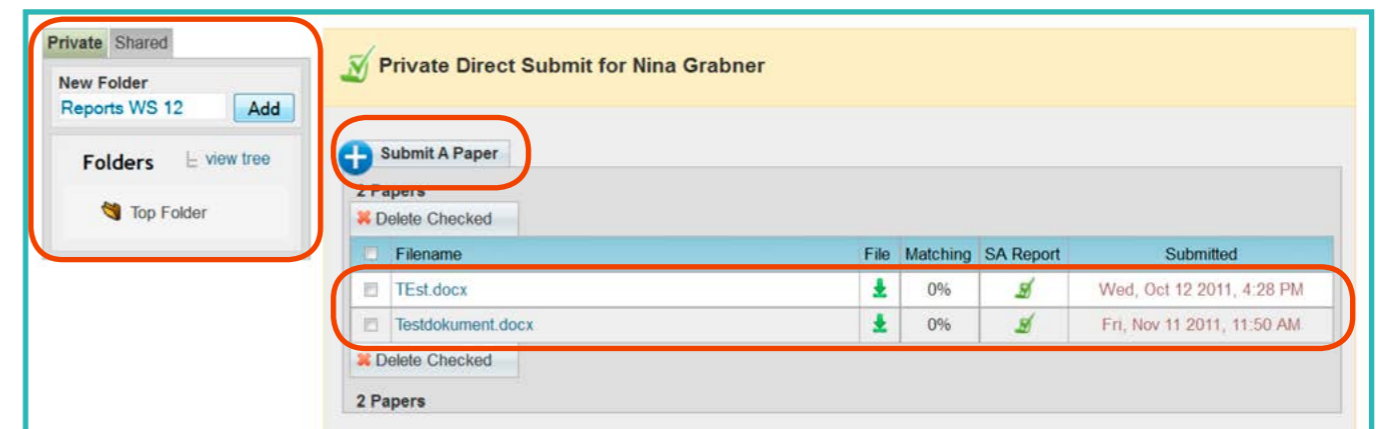 Private Shared
New Folder
Reports WS 12 Add
Folders view tree
Top Folder
Private Direct Submit for Nina Grabner
Submit A Paper
2 Papers
Delete Checked
Filename File Matching SA Report Submitted
TEst.docx 0% Wed, Oct 12 2011, 4:28 PM
Testdokument.docx 0% Fri, Nov 11 2011, 11:50 AM
Delete Checked
2 Papers